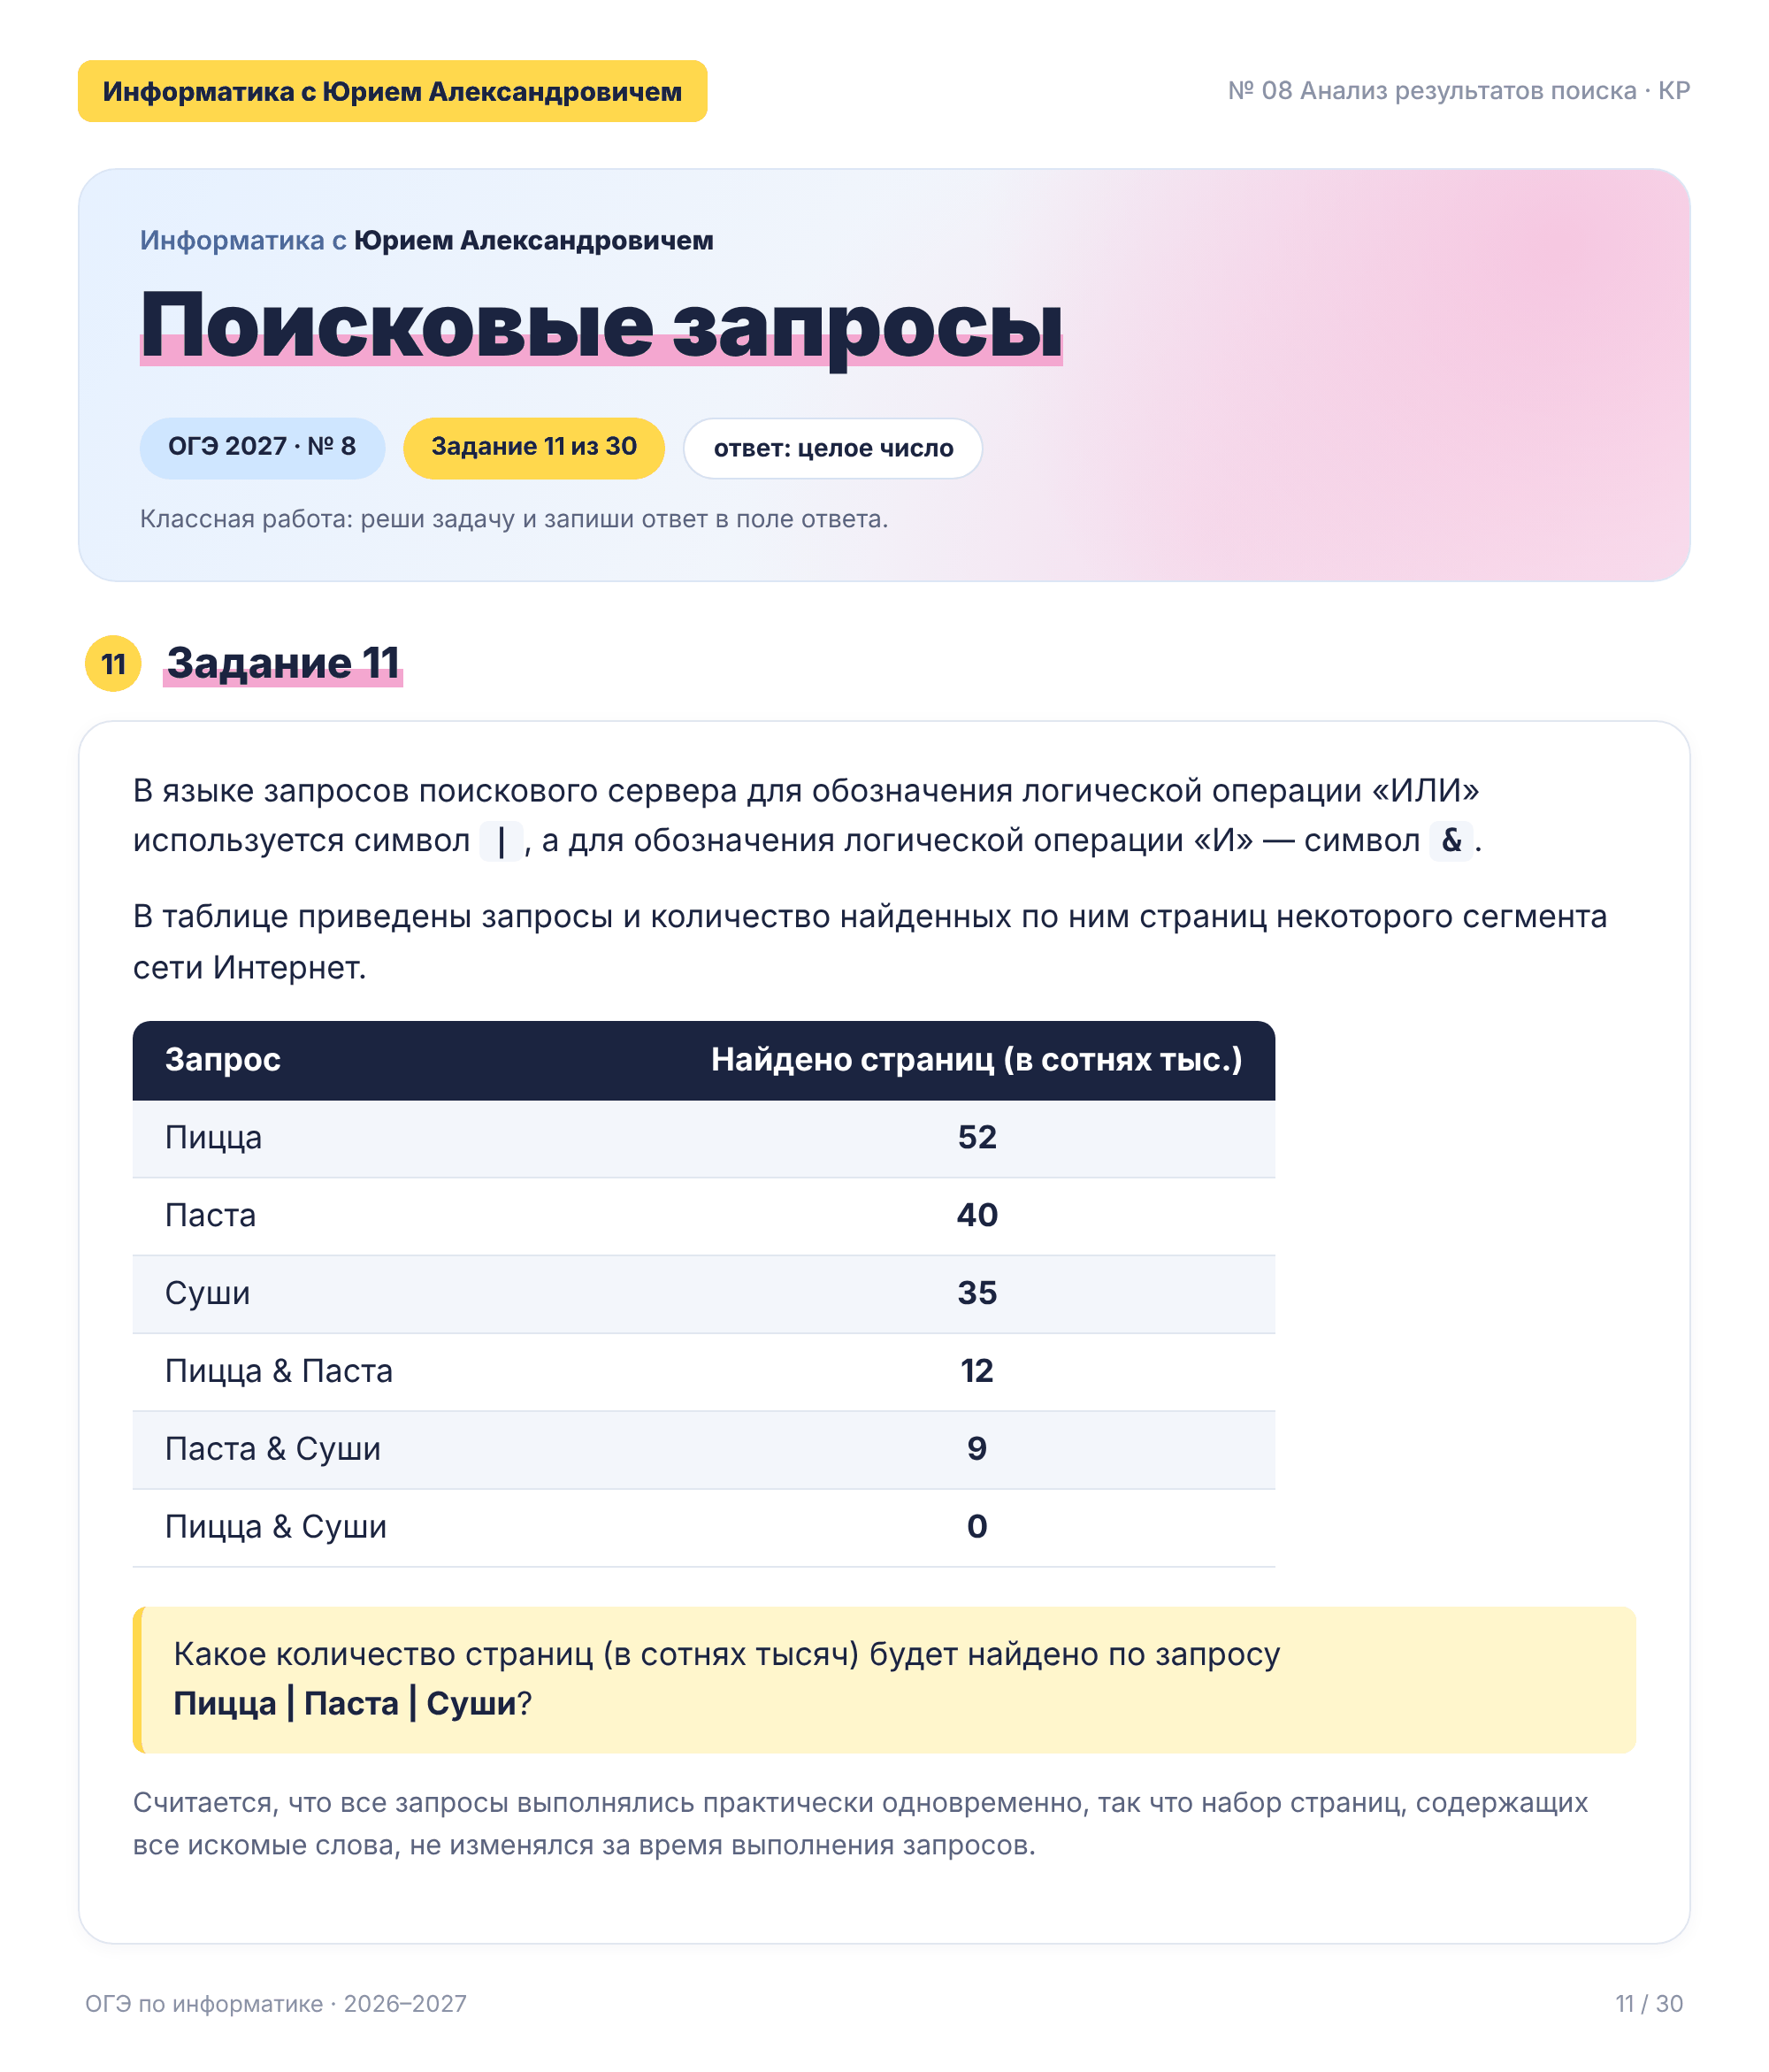 Информатика с Юрием Александровичем
№ 08 Анализ результатов поиска · КР
Информатика с Юрием Александровичем
Поисковые запросы
ОГЭ 2027 · № 8
Задание 11 из 30
ответ: целое число
Классная работа: реши задачу и запиши ответ в поле ответа.
11
Задание 11
В языке запросов поискового сервера для обозначения логической операции «ИЛИ»
используется символ |, а для обозначения логической операции «И» — символ &.
В таблице приведены запросы и количество найденных по ним страниц некоторого сегмента
сети Интернет.
Запрос Найдено страниц (в сотнях тыс.)
Пицца 52
Паста 40
Суши 35
Пицца & Паста 12
Паста & Суши 9
Пицца & Суши 0
Какое количество страниц (в сотнях тысяч) будет найдено по запросу
Пицца | Паста | Суши?
Считается, что все запросы выполнялись практически одновременно, так что набор страниц, содержащих
все искомые слова, не изменялся за время выполнения запросов.
ОГЭ по информатике · 2026–2027
11 / 30